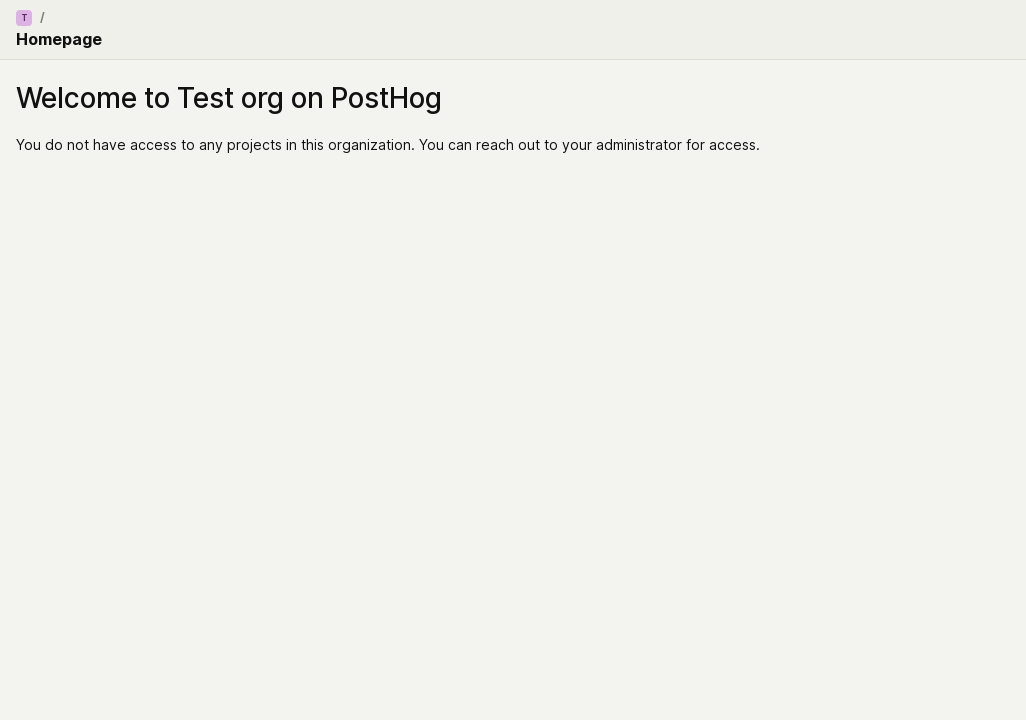 T /
Homepage
Welcome to Test org on PostHog
You do not have access to any projects in this organization. You can reach out to your administrator for access.